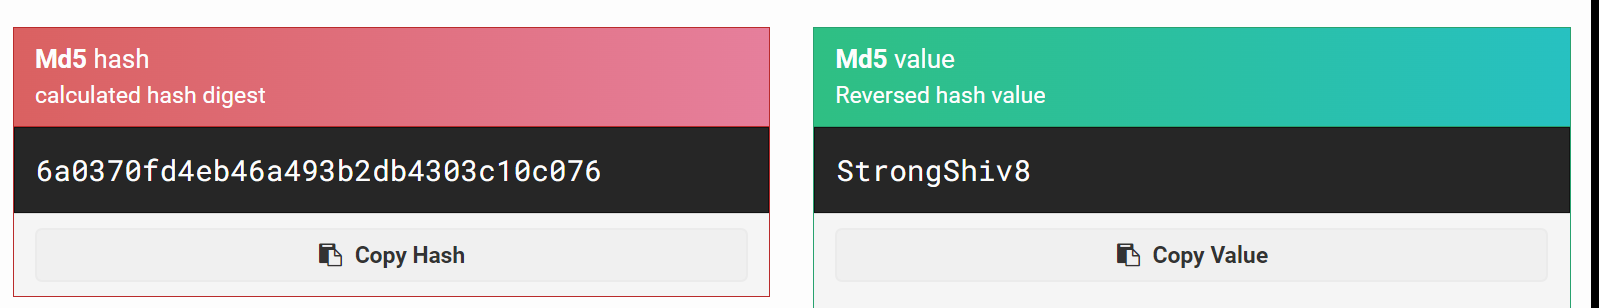 Md5 hash
calculated hash digest
6a0370fd4eb46a493b2db4303c10c076
Copy Hash
Md5 value
Reversed hash value
StrongShiv8
Copy Value